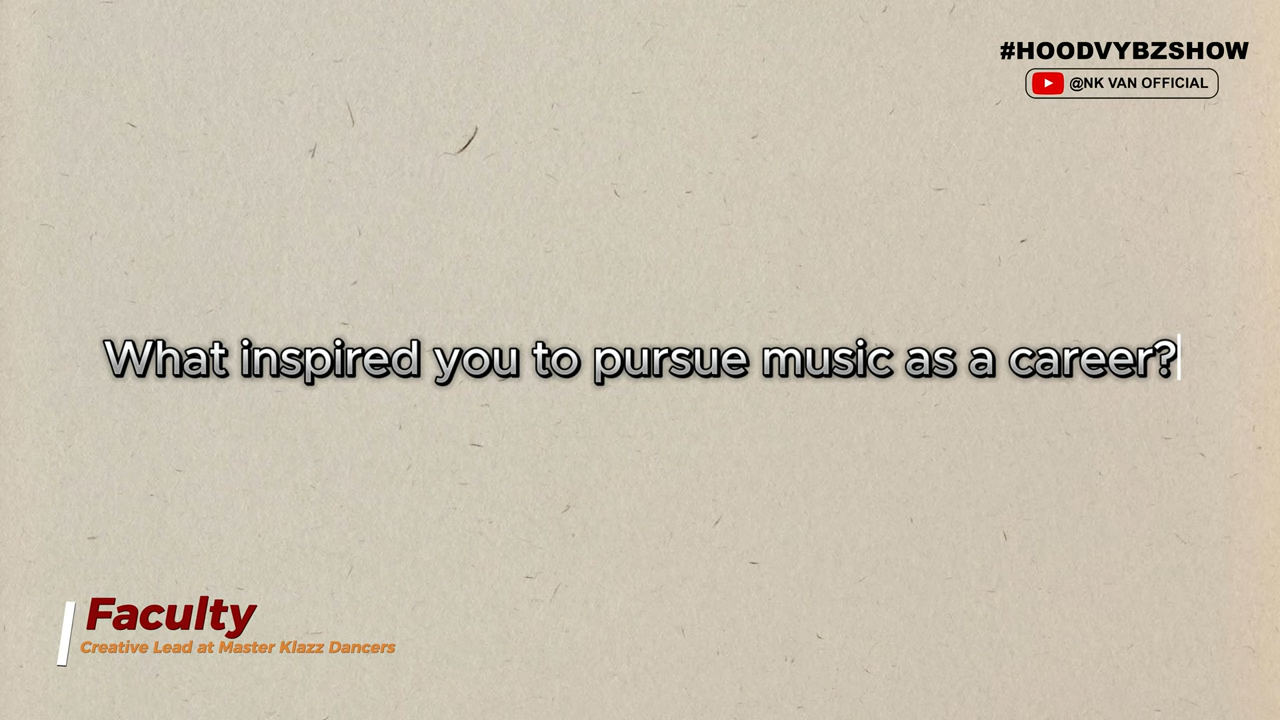 #HOODVYBZSHOW
@NK VAN OFFICIAL
What inspired you to pursue music as a career?
Faculty
Creative Lead at Master Klazz Dancers